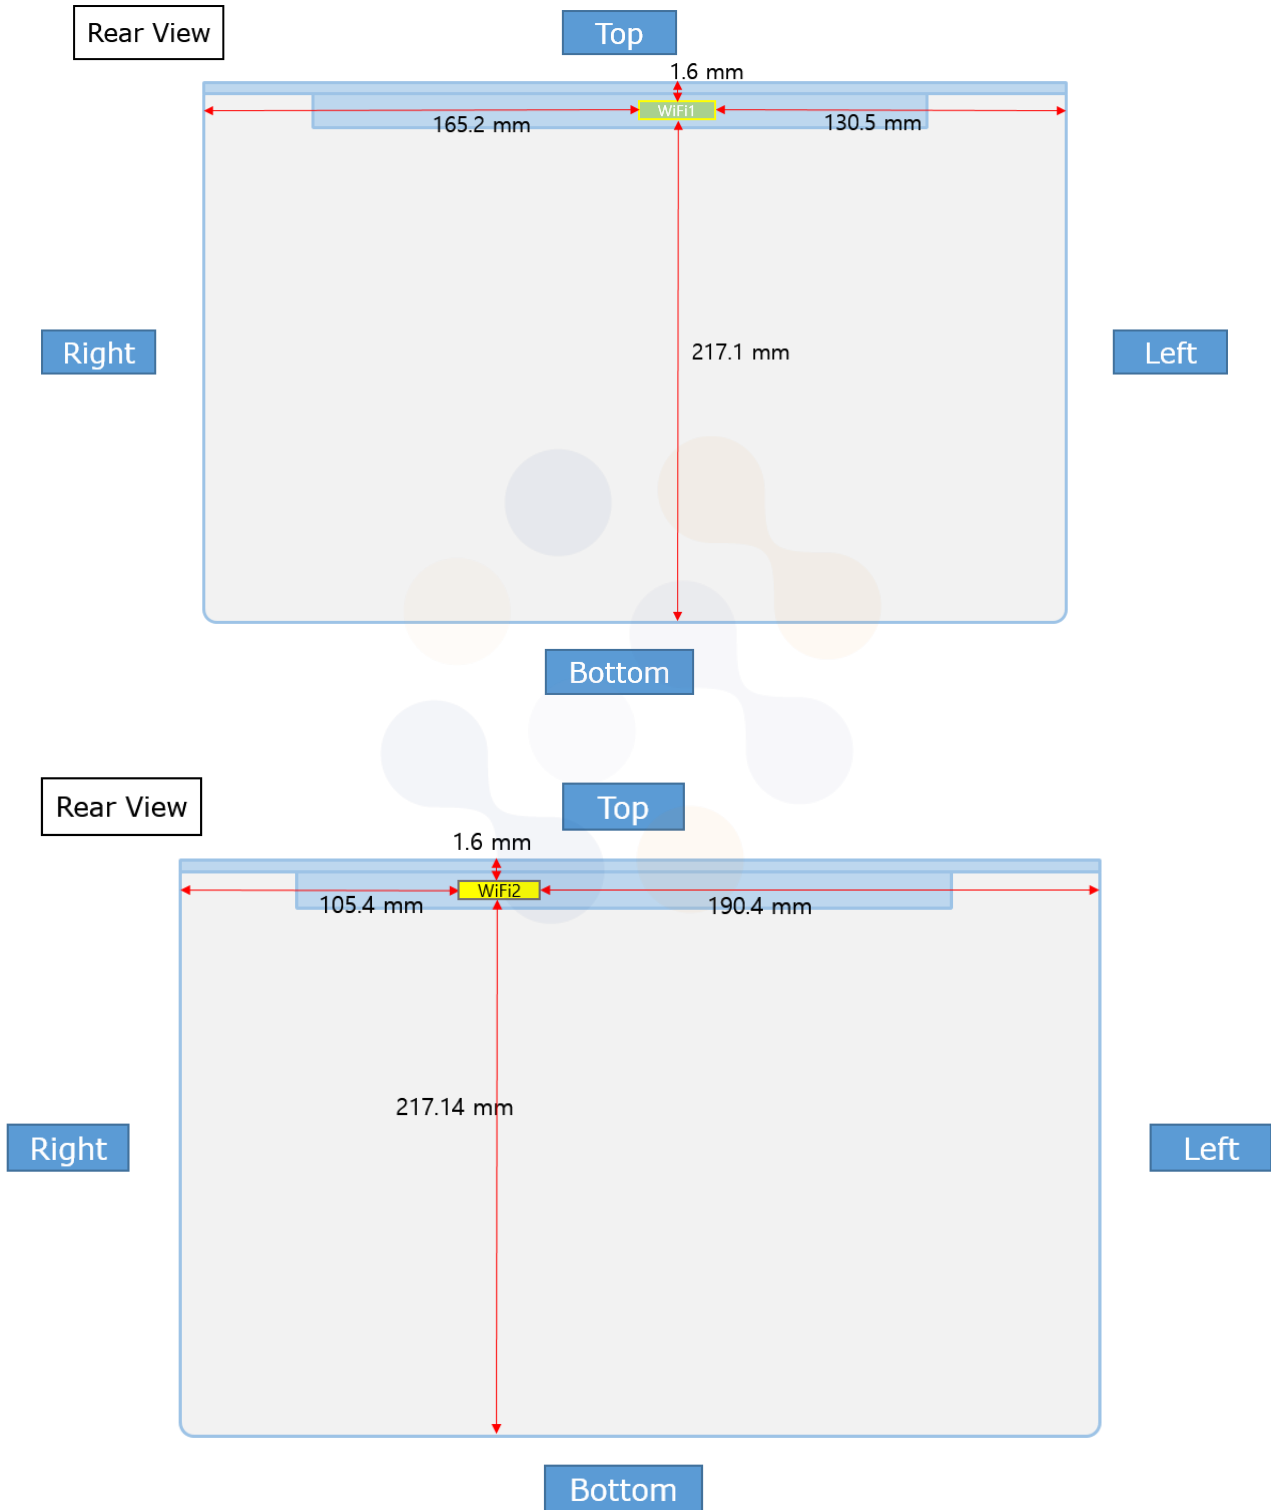 Rear View
Top
1.6 mm
WiFi1
165.2 mm
130.5 mm
Right
217.1 mm
Left
Bottom
Rear View
Top
1.6 mm
WiFi2
105.4 mm
190.4 mm
217.14 mm
Right
Left
Bottom